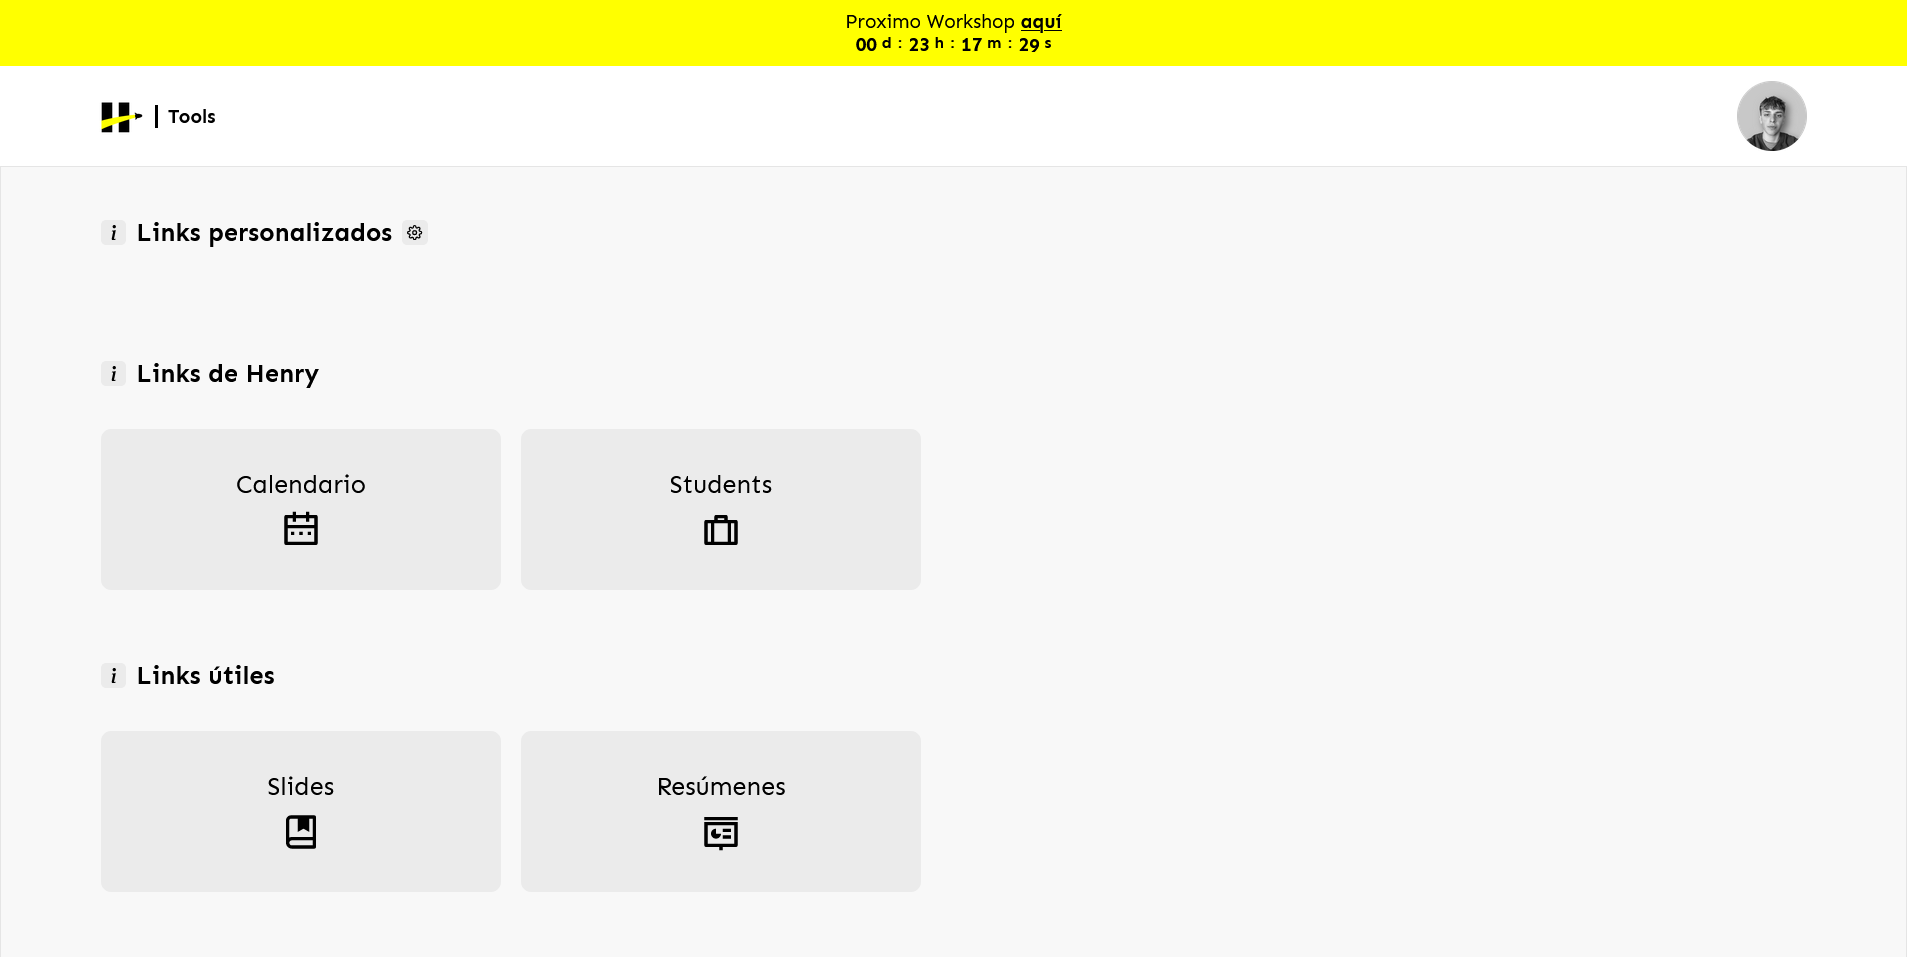 Proximo Workshop aquí
00 d : 23 h : 17 m : 29 s
H | Tools
i Links personalizados
i Links de Henry
Calendario
Students
i Links útiles
Slides
Resúmenes